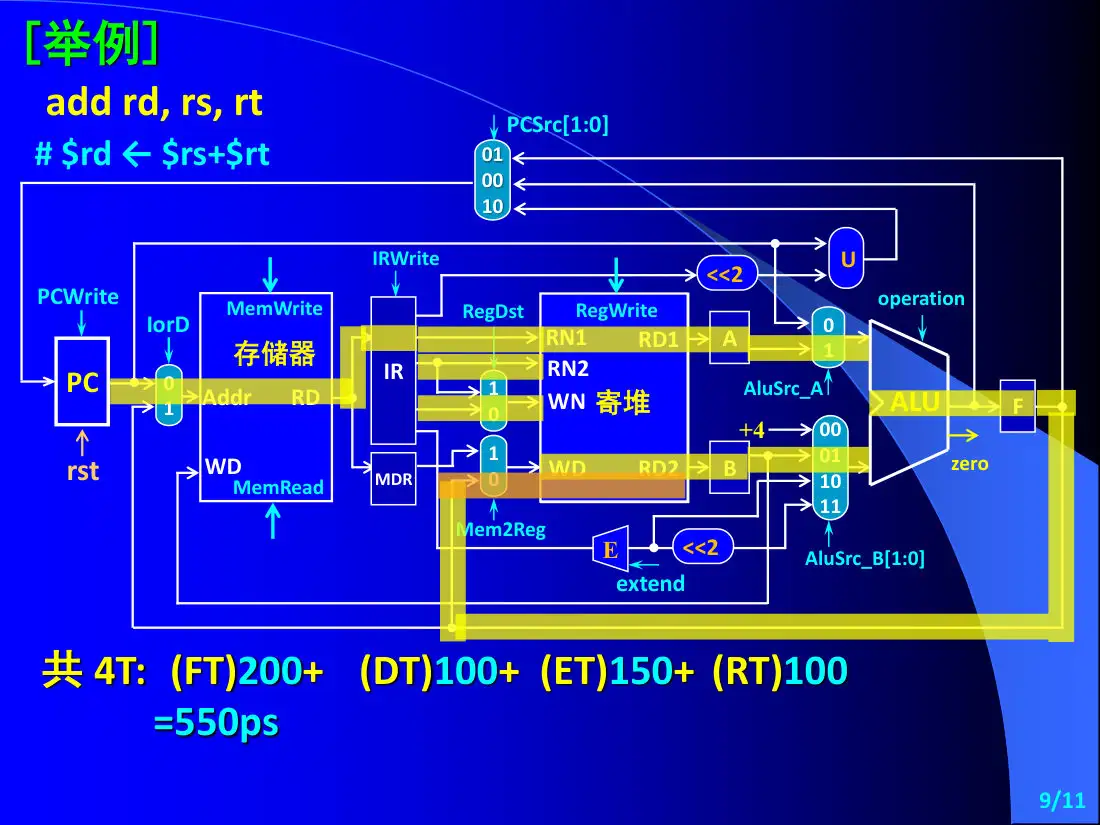 [举例]
add rd, rs, rt
# $rd ← $rs+$rt
PCSrc[1:0]
01
00
10
IRWrite
<<2
U
PCWrite
IorD
MemWrite
RegDst
RegWrite
operation
存储器
RN1
RD1
A
0
1
PC
0
1
Addr
RD
IR
RN2
1
0
WN
寄堆
AluSrc_A
ALU
F
rst
WD
MemRead
MDR
1
0
WD
RD2
B
+4
00
01
10
11
zero
Mem2Reg
E
<<2
extend
AluSrc_B[1:0]
共 4T: (FT)200+ (DT)100+ (ET)150+ (RT)100
=550ps
9/11